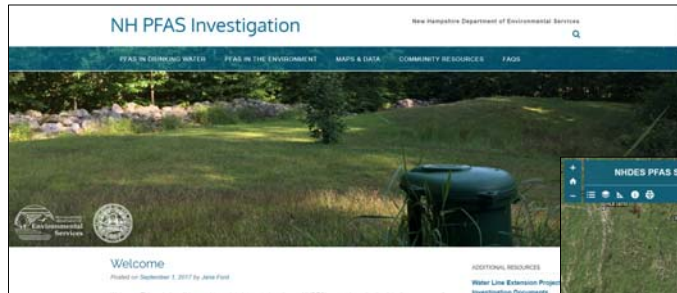 NH PFAS Investigation
New Hampshire Department of Environmental Services
PFAS IN DRINKING WATER PFAS IN THE ENVIRONMENT MAPS & DATA COMMUNITY RESOURCES FAQS
NHDES PFAS S
Environmental
Services
Welcome
Posted on September 1, 2017 by Jane Ford
ADDITIONAL RESOURCES
Water Line Extension Project
Investigation Documents